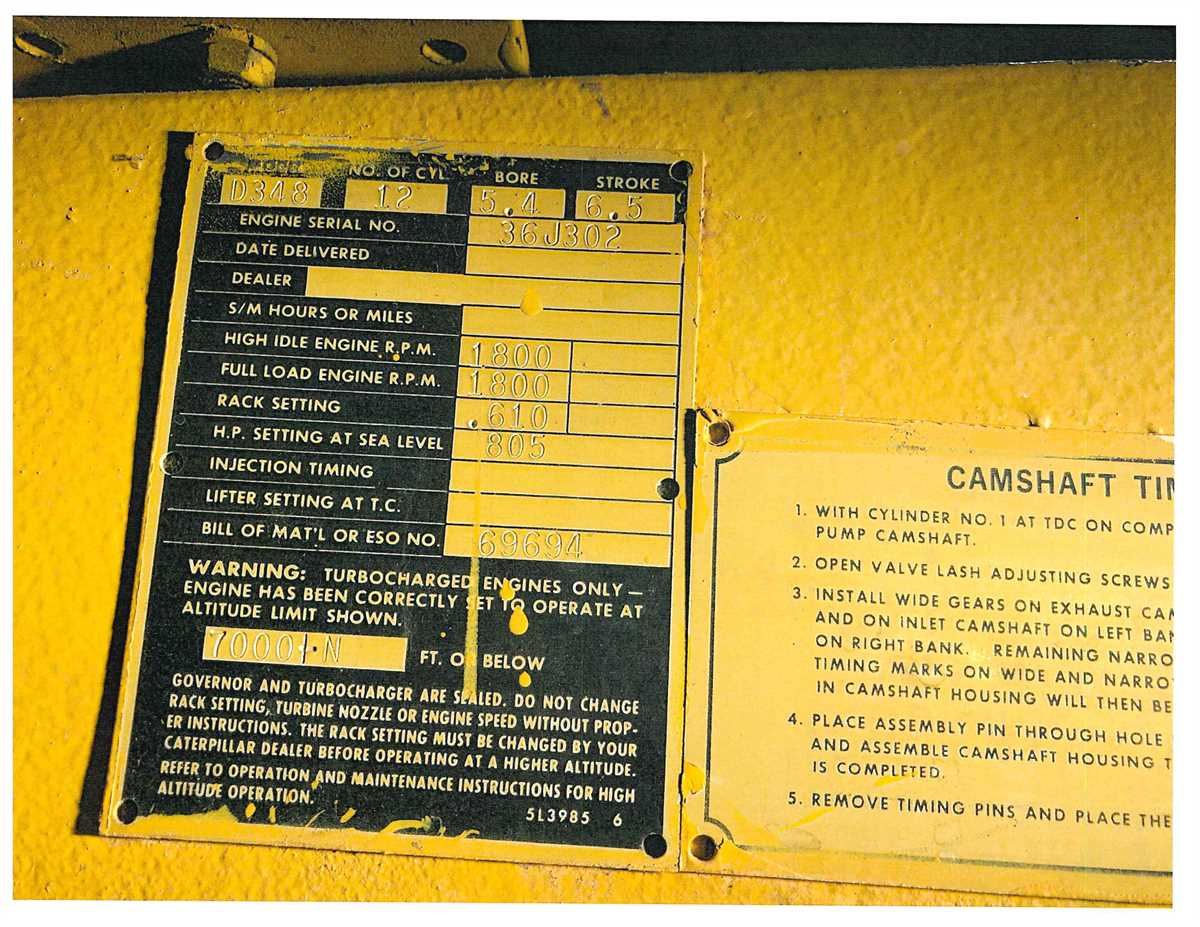 NO. OF CYL. BORE STROKE
D348 12 5.4 6.5
ENGINE SERIAL NO. 36J302
DATE DELIVERED
DEALER
S/M HOURS OR MILES
HIGH IDLE ENGINE R.P.M. 1800
FULL LOAD ENGINE R.P.M. 1800
RACK SETTING .610
H.P. SETTING AT SEA LEVEL 805
INJECTION TIMING
LIFTER SETTING AT T.C.
BILL OF MAT'L OR ESO NO. 69694
WARNING: TURBOCHARGED ENGINES ONLY —
ENGINE HAS BEEN CORRECTLY SET TO OPERATE AT
ALTITUDE LIMIT SHOWN.
7000 N
FT. OR BELOW
GOVERNOR AND TURBOCHARGER ARE SEALED. DO NOT CHANGE
RACK SETTING, TURBINE NOZZLE OR ENGINE SPEED WITHOUT PROP-
ER INSTRUCTIONS. THE RACK SETTING MUST BE CHANGED BY YOUR
CATERPILLAR DEALER BEFORE OPERATING AT A HIGHER ALTITUDE.
REFER TO OPERATION AND MAINTENANCE INSTRUCTIONS FOR HIGH
ALTITUDE OPERATION.
5L3985 6
CAMSHAFT TIM
1. WITH CYLINDER NO. 1 AT TDC ON COMP
PUMP CAMSHAFT.
2. OPEN VALVE LASH ADJUSTING SCREWS
3. INSTALL WIDE GEARS ON EXHAUST CAM
AND ON INLET CAMSHAFT ON LEFT BAN
ON RIGHT BANK. REMAINING NARRO
TIMING MARKS ON WIDE AND NARRO
IN CAMSHAFT HOUSING WILL THEN BE
4. PLACE ASSEMBLY PIN THROUGH HOLE
AND ASSEMBLE CAMSHAFT HOUSING T
IS COMPLETED.
5. REMOVE TIMING PINS AND PLACE THE